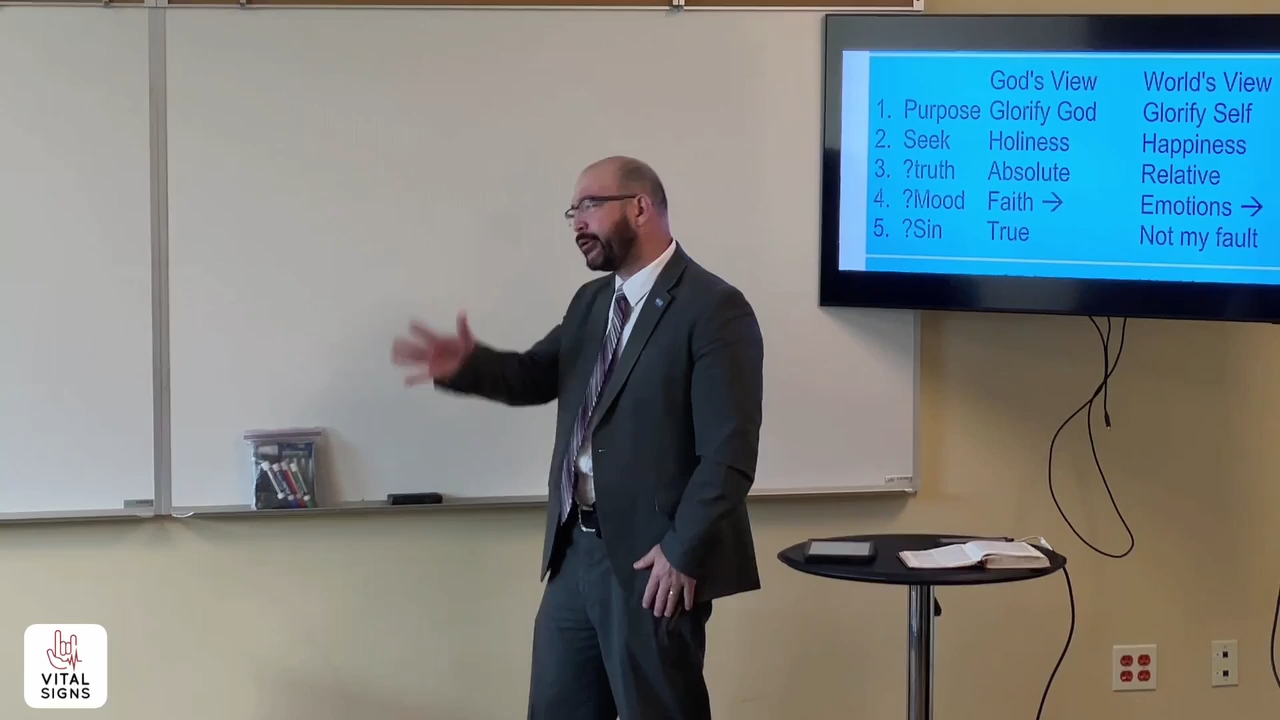 God's View World's View
1. Purpose Glorify God Glorify Self
2. Seek Holiness Happiness
3. ?truth Absolute Relative
4. ?Mood Faith → Emotions →
5. ?Sin True Not my fault
VITAL
SIGNS